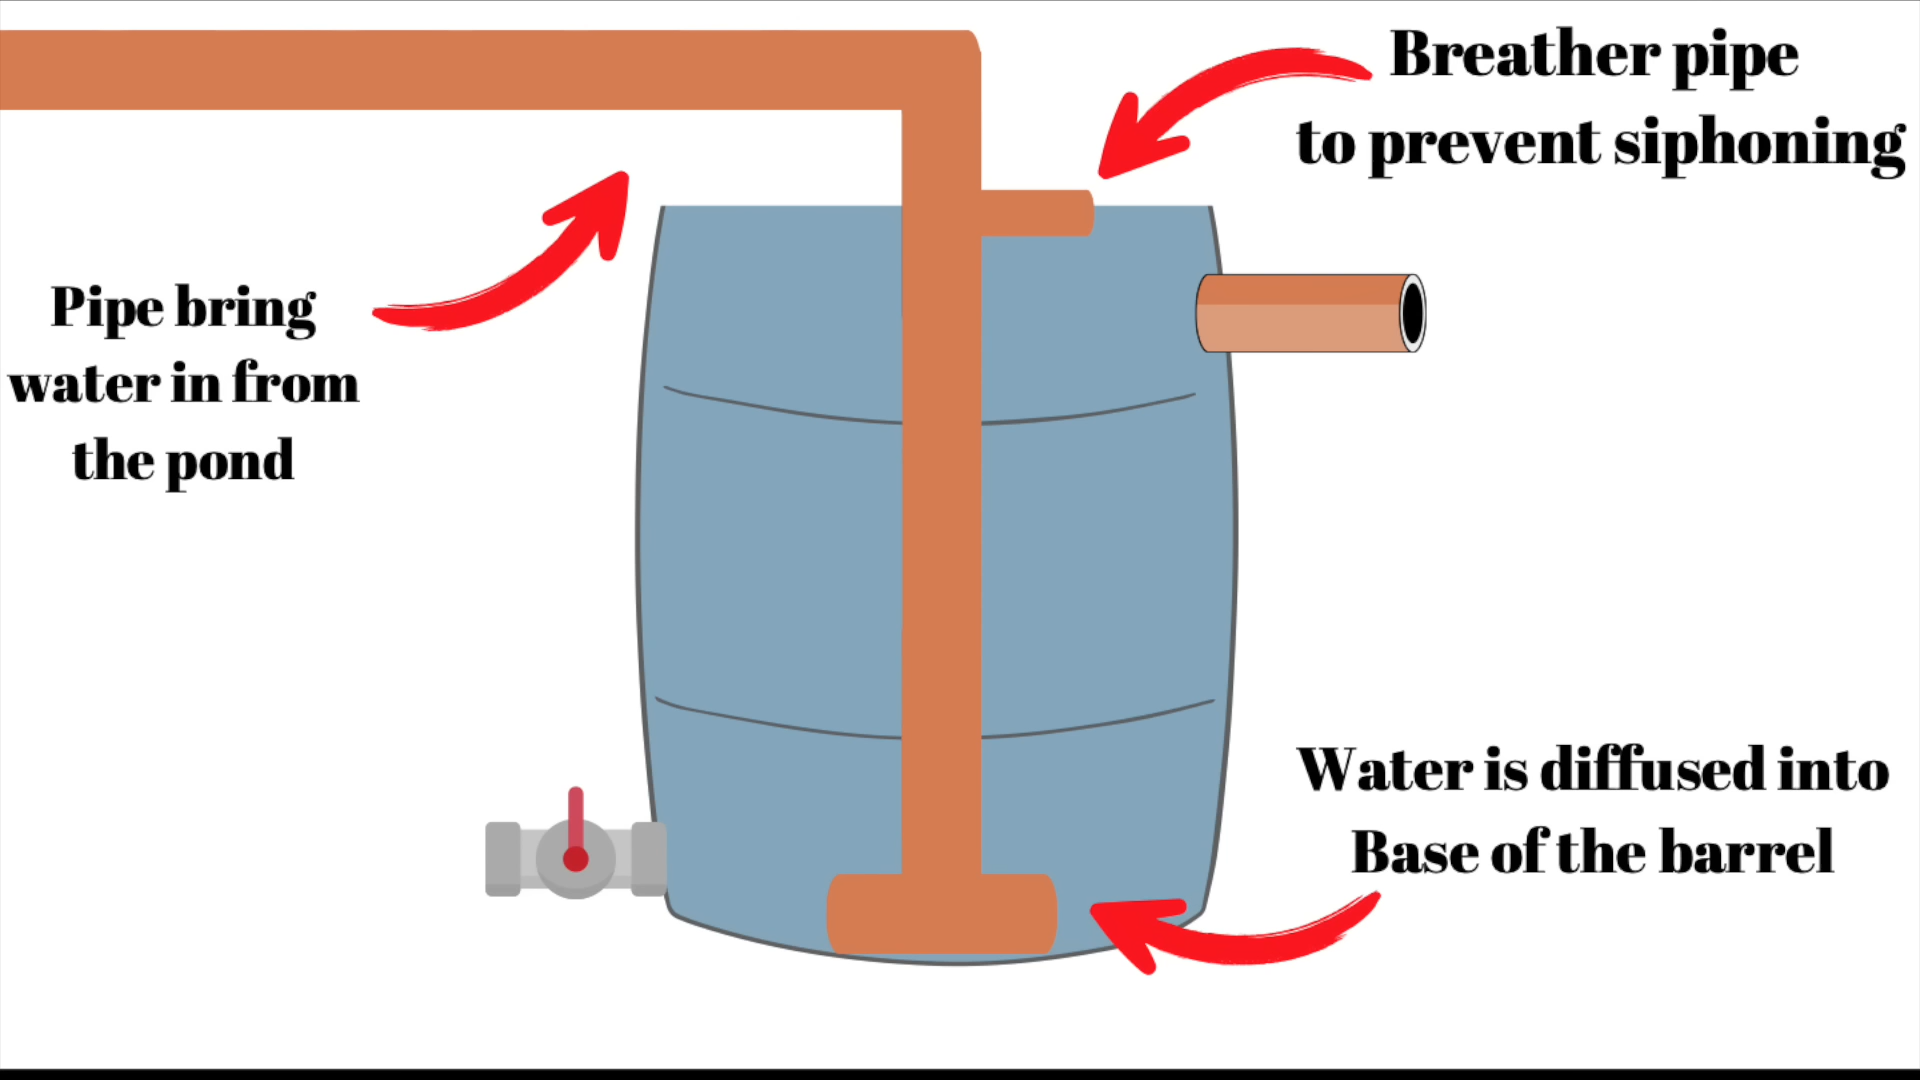 Breather pipe
to prevent siphoning
Pipe bring
water in from
the pond
Water is diffused into
Base of the barrel